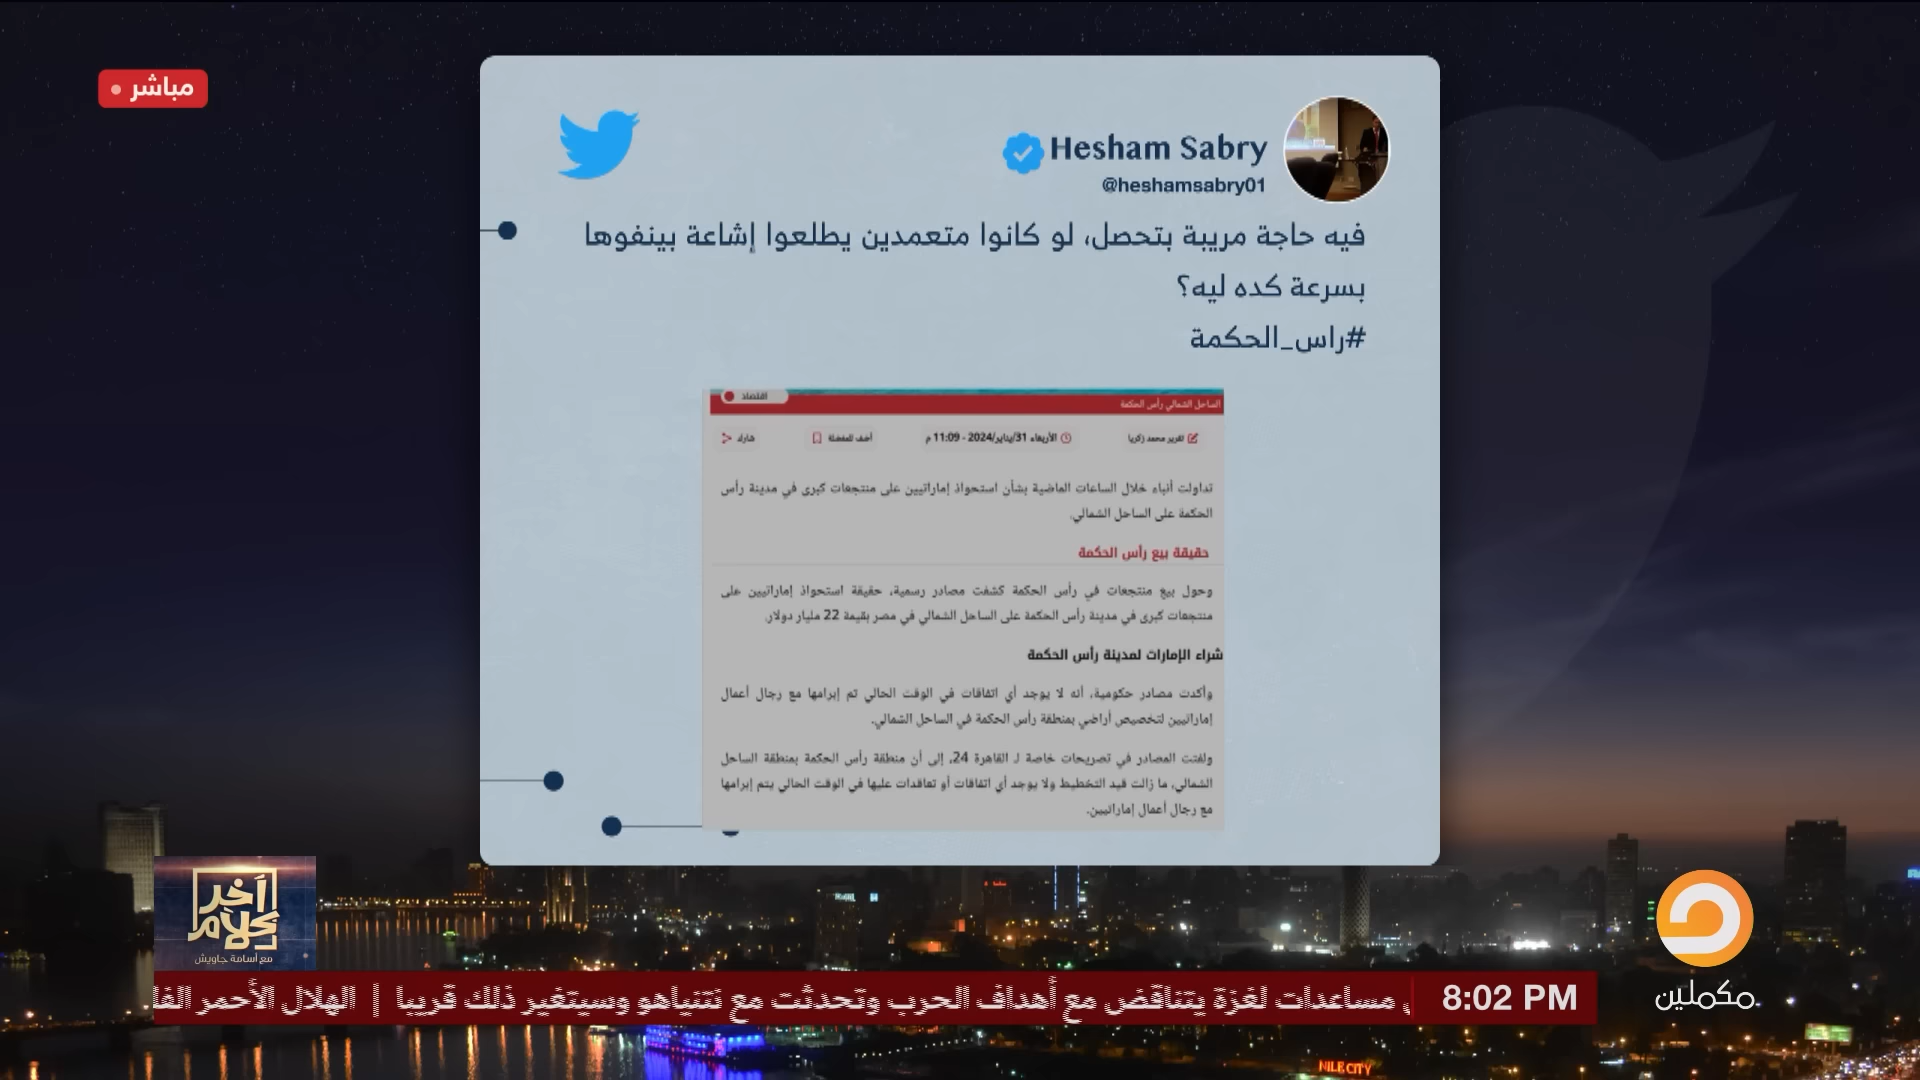 مباشر
Hesham Sabry
@heshamsabry01
فيه حاجة مريبة بتحصل، لو كانوا متعمدين يطلعوا إشاعة بينفوها
بسرعة كده ليه؟
#راس_الحكمة
اقتصاد
الساحل الشمالي رأس الحكمة
تقرير محمد زكريا
الأربعاء 31/يناير/2024 - 11:09 م
أضف للمفضلة
شارك
تداولت أنباء خلال الساعات الماضية بشأن استحواذ إماراتيين على منتجعات كبرى في مدينة رأس
الحكمة على الساحل الشمالي.
حقيقة بيع رأس الحكمة
وحول بيع منتجعات في رأس الحكمة كشفت مصادر رسمية، حقيقة استحواذ إماراتيين على
منتجعات كبرى في مدينة رأس الحكمة على الساحل الشمالي في مصر بقيمة 22 مليار دولار.
شراء الإمارات لمدينة رأس الحكمة
وأكدت مصادر حكومية، أنه لا يوجد أي اتفاقات في الوقت الحالي تم إبرامها مع رجال أعمال
إماراتيين لتخصيص أراضي بمنطقة رأس الحكمة في الساحل الشمالي.
ولفتت المصادر في تصريحات خاصة لـ القاهرة 24، إلى أن منطقة رأس الحكمة بمنطقة الساحل
الشمالي، ما زالت قيد التخطيط ولا يوجد أي اتفاقات أو تعاقدات عليها في الوقت الحالي يتم إبرامها
مع رجال أعمال إماراتيين.
آخر
كلام
مع أسامة جاويش
مساعدات لغزة يتناقض مع أهداف الحرب وتحدثت مع نتنياهو وسيتغير ذلك قريبا | الهلال الأحمر
8:02 PM
مكملين
NILE CITY